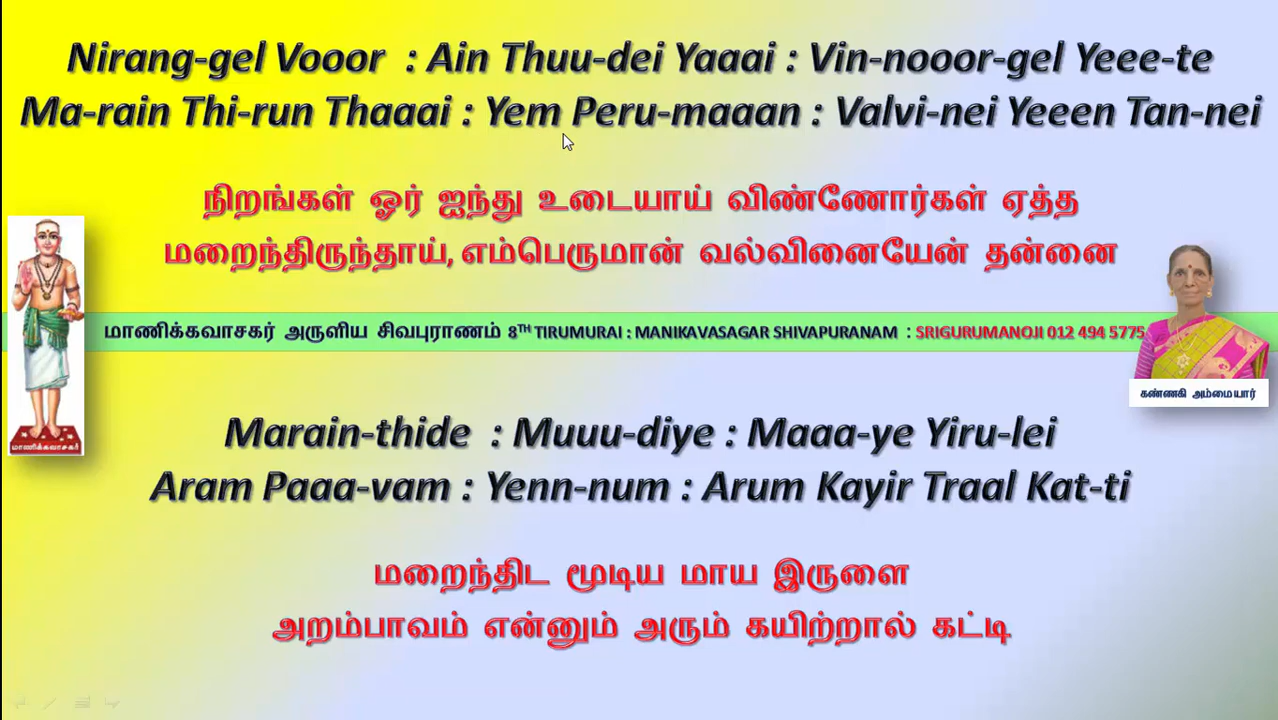 Nirang-gel Vooor : Ain Thuu-dei Yaaai : Vin-nooor-gel Yeee-te
Ma-rain Thi-run Thaaai : Yem Peru-maaan : Valvi-nei Yeeen Tan-nei
நிறங்கள் ஓர் ஐந்து உடையாய் விண்ணோர்கள் ஏத்த
மறைந்திருந்தாய், எம்பெருமான் வல்வினையேன் தன்னை
மாணிக்கவாசகர் அருளிய சிவபுராணம் 8TH TIRUMURAI : MANIKAVASAGAR SHIVAPURANAM : SRIGURUMANOJI 012 494 5775
கண்ணகி அம்மையார்
மாணிக்கவாசகர்
Marain-thide : Muuu-diye : Maaa-ye Yiru-lei
Aram Paaa-vam : Yenn-num : Arum Kayir Traal Kat-ti
மறைந்திட மூடிய மாய இருளை
அறம்பாவம் என்னும் அரும் கயிற்றால் கட்டி